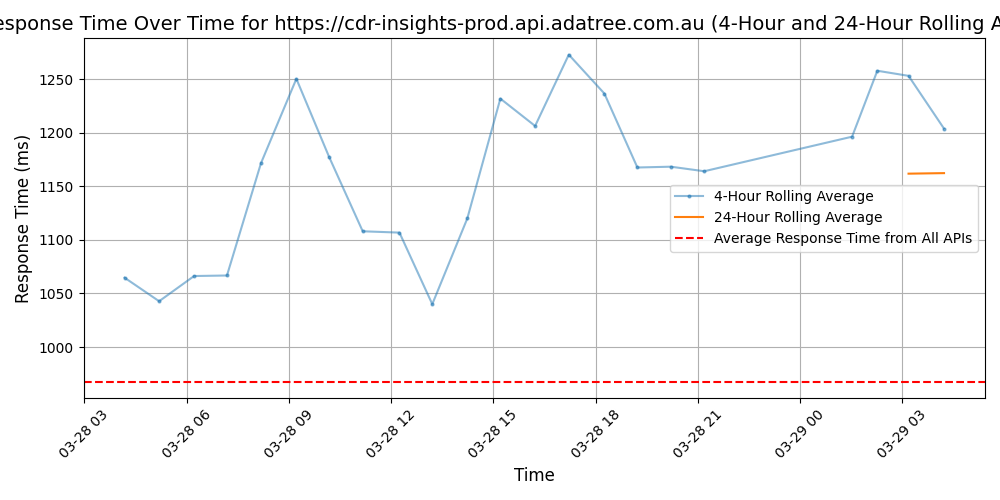 esponse Time Over Time for https://cdr-insights-prod.api.adatree.com.au (4-Hour and 24-Hour Rolling A
Response Time (ms)
1250
1200
1150
1100
1050
1000
4-Hour Rolling Average
24-Hour Rolling Average
Average Response Time from All APIs
03-28 03
03-28 06
03-28 09
03-28 12
03-28 15
03-28 18
03-28 21
03-29 00
03-29 03
Time